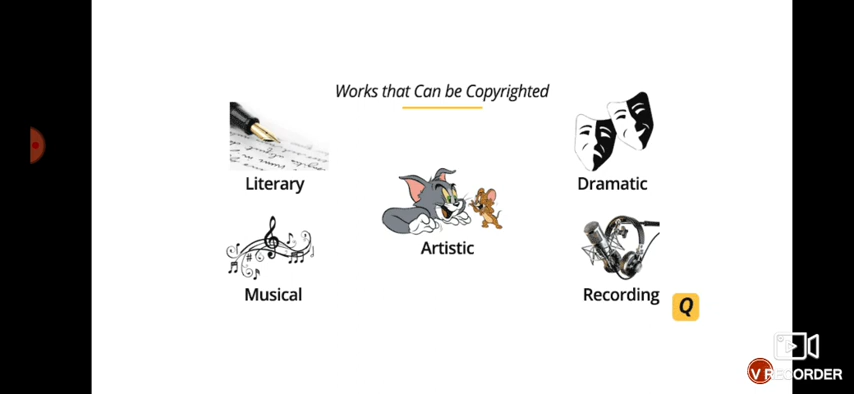 Works that Can be Copyrighted
Literary
Dramatic
Artistic
Musical
Recording
Q
V RECORDER